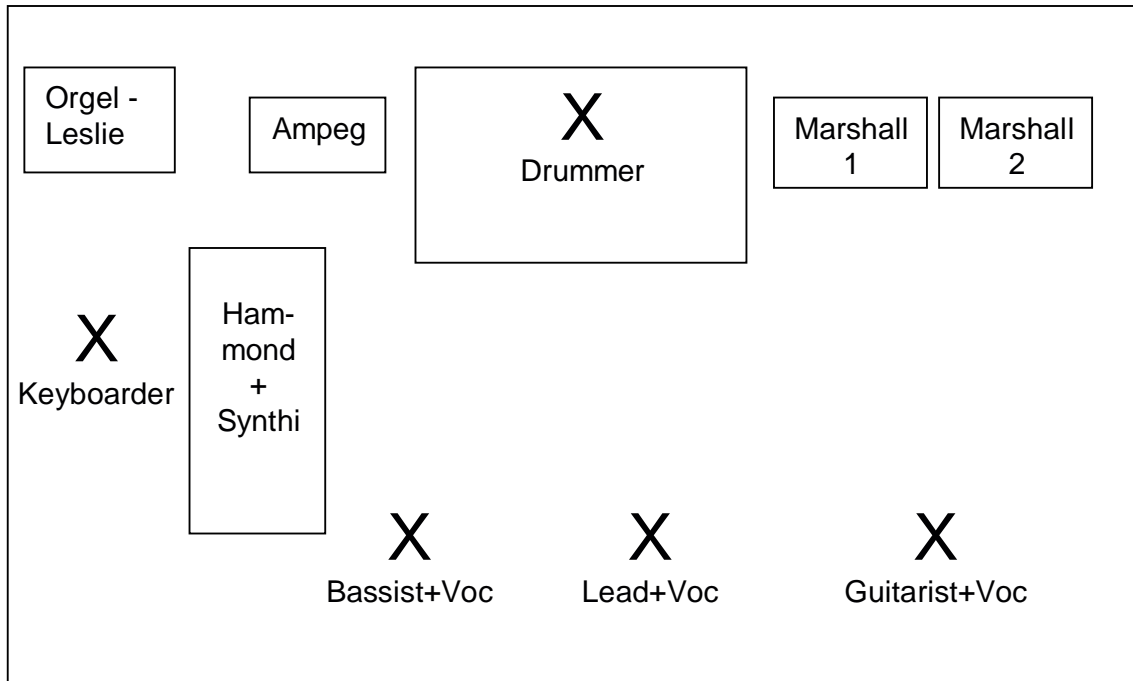 Orgel -
Leslie
Ampeg
X
Drummer
Marshall
1
Marshall
2
X
Keyboarder
Ham-
mond
+
Synthi
X
Bassist+Voc
X
Lead+Voc
X
Guitarist+Voc